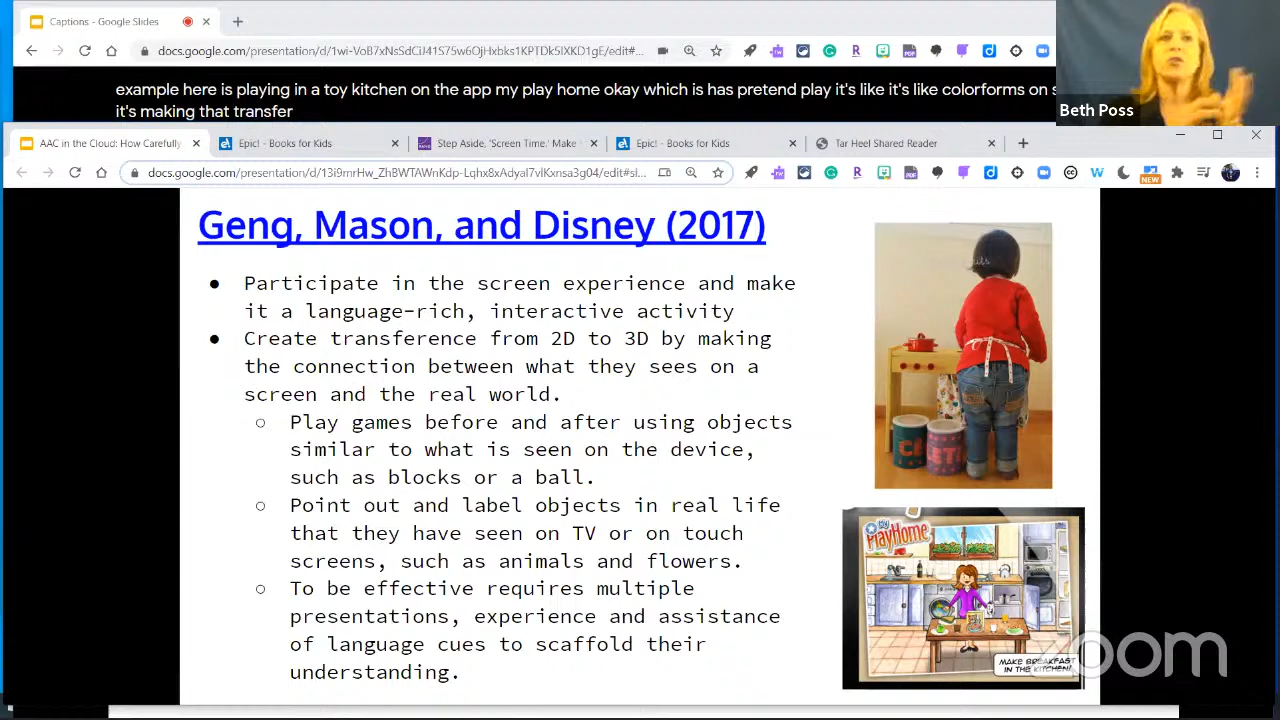 Captions - Google Slides
docs.google.com/presentation/d/1wi-VoB7xNsSdCiJ41S75w6OjHxbks1KPTDk5IXKD1gE/edit#...
example here is playing in a toy kitchen on the app my play home okay which is has pretend play it's like it's like colorforms on s
it's making that transfer
Beth Poss
AAC in the Cloud: How Carefully
Epic! - Books for Kids
Step Aside, 'Screen Time.' Make
Epic! - Books for Kids
Tar Heel Shared Reader
docs.google.com/presentation/d/13i9mrHw_ZhBWTAWnKdp-Lqhx8xAdyaI7vlKxnsa3g04/edit#sl...
NEW
Geng, Mason, and Disney (2017)
● Participate in the screen experience and make
it a language-rich, interactive activity
● Create transference from 2D to 3D by making
the connection between what they sees on a
screen and the real world.
○ Play games before and after using objects
similar to what is seen on the device,
such as blocks or a ball.
○ Point out and label objects in real life
that they have seen on TV or on touch
screens, such as animals and flowers.
○ To be effective requires multiple
presentations, experience and assistance
of language cues to scaffold their
understanding.
My
PlayHome
MAKE BREAKFAST
IN THE KITCHEN!
zoom